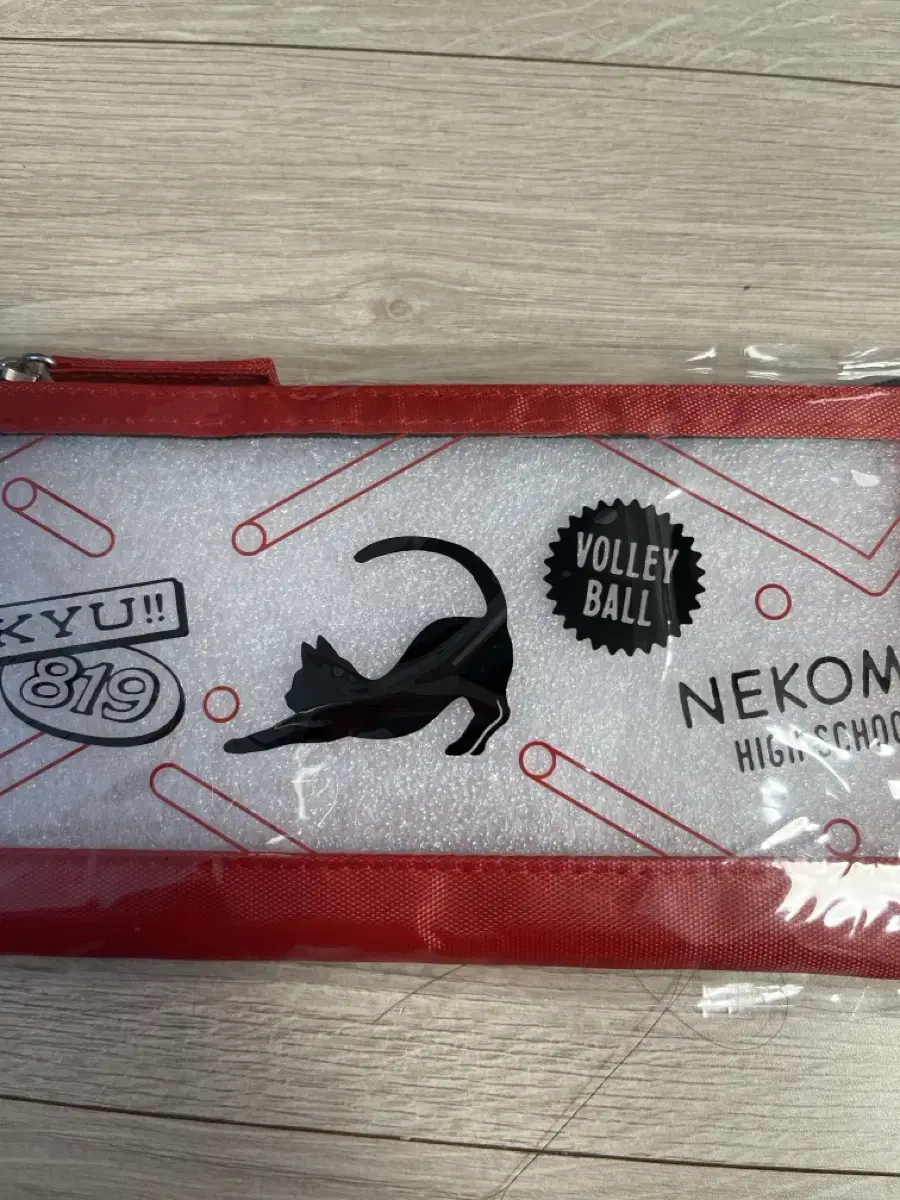 KYU!!
819
VOLLEY
BALL
NEKOM
HIGH SCHOO